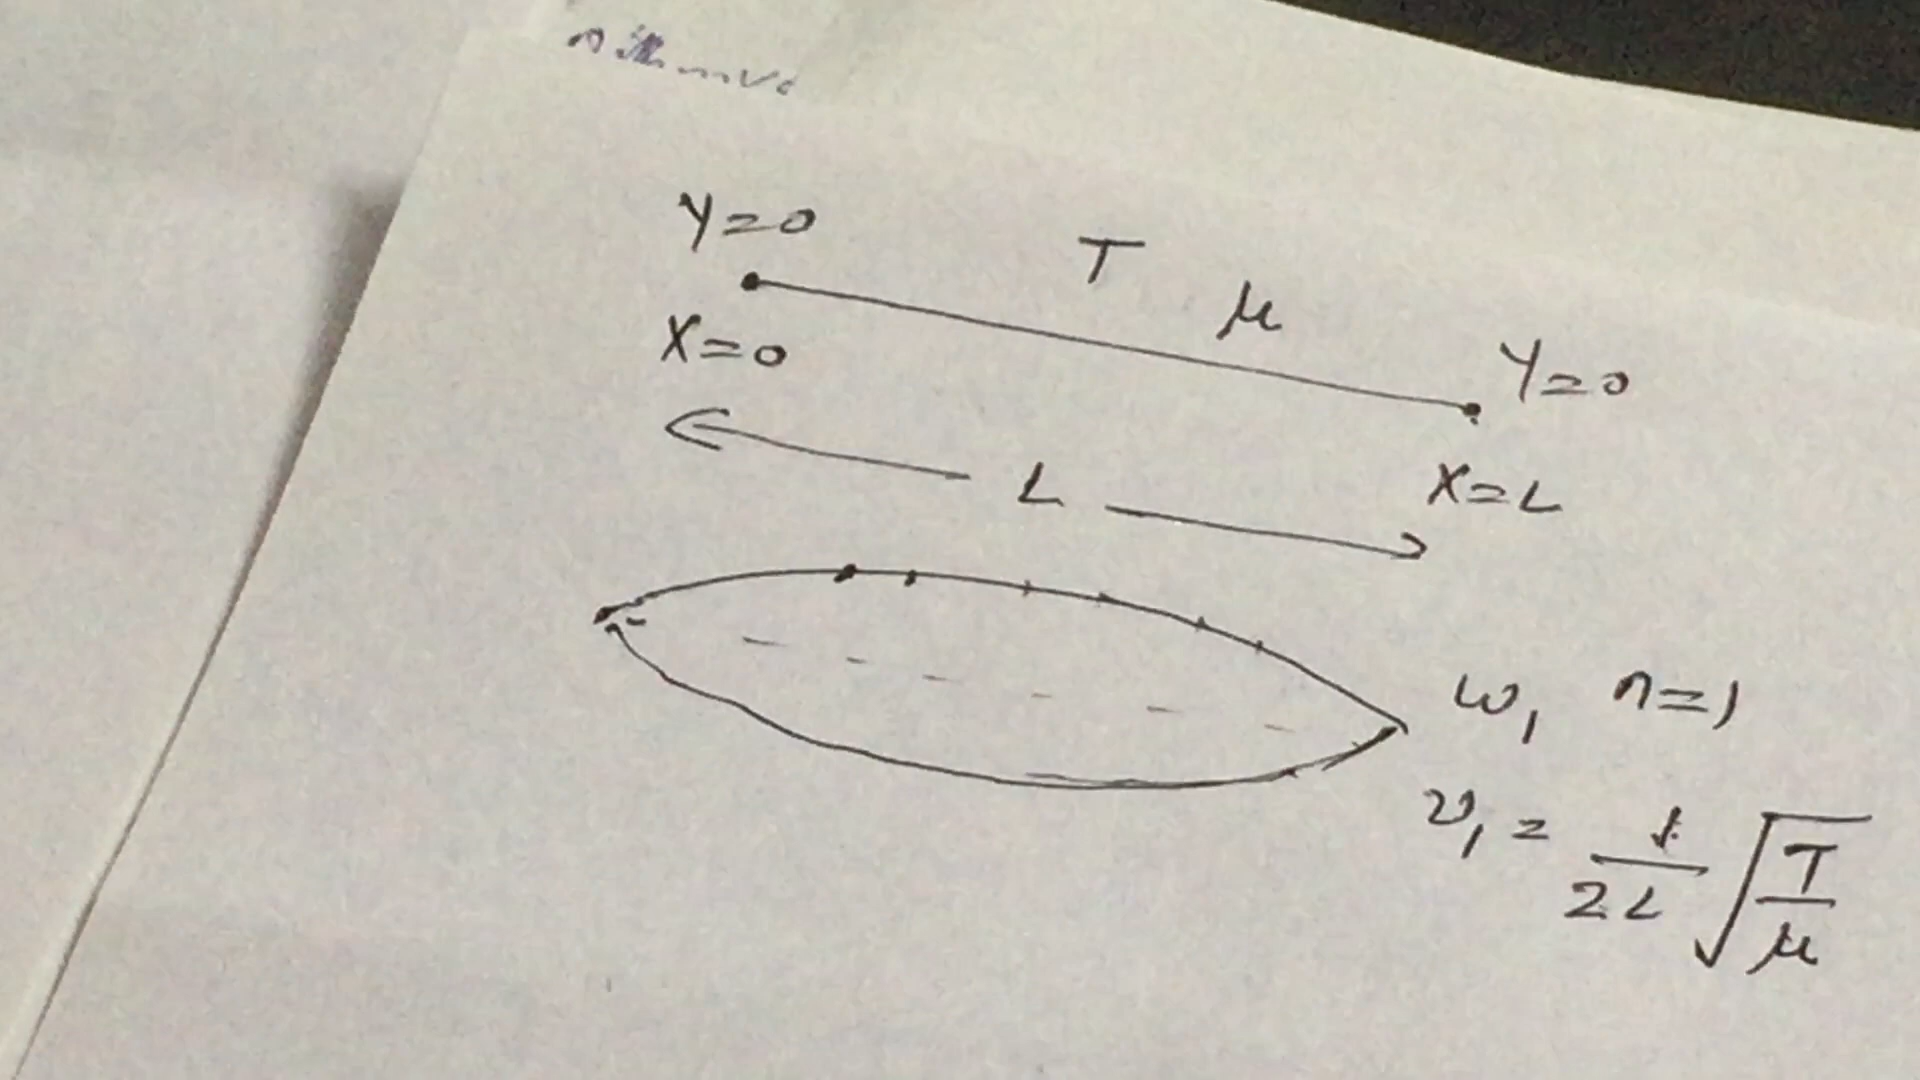 Y=0 T μ
X=0 Y=0
L X=L
ω₁ n=1
ν₁ = 1/2L √T/μ